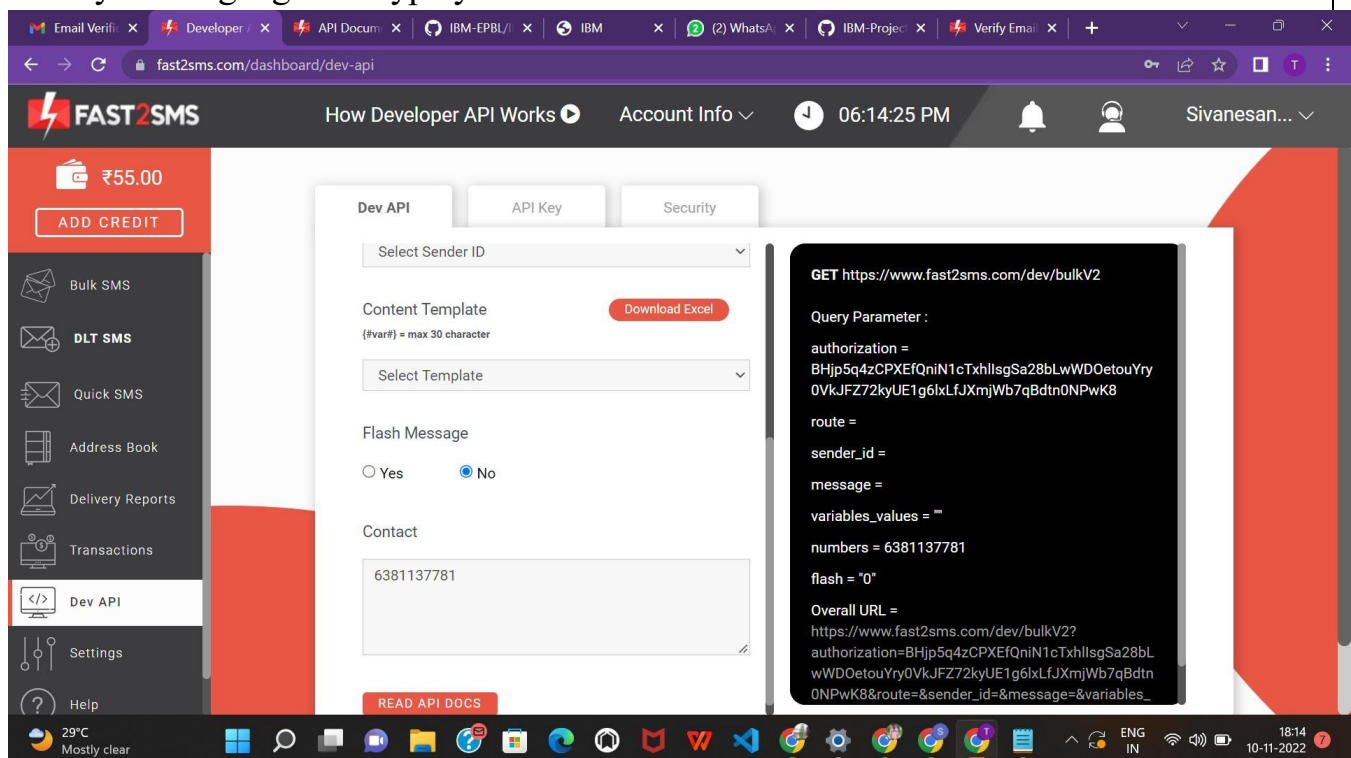 Email Verific
Developer A
API Docum
IBM-EPBL/I
IBM
(2) WhatsA
IBM-Project
Verify Email
fast2sms.com/dashboard/dev-api
T
FAST2SMS
How Developer API Works
Account Info
06:14:25 PM
Sivanesan...
₹55.00
ADD CREDIT
Bulk SMS
DLT SMS
Quick SMS
Address Book
Delivery Reports
Transactions
Dev API
Settings
Help
Dev API
API Key
Security
Select Sender ID
Content Template
Download Excel
{#var#} = max 30 character
Select Template
Flash Message
Yes
No
Contact
6381137781
READ API DOCS
GET https://www.fast2sms.com/dev/bulkV2
Query Parameter :
authorization =
BHjp5q4zCPXEfQniN1cTxhlIsgSa28bLwWDOetouYry
0VkJFZ72kyUE1g6lxLfJXmjWb7qBdtn0NPwK8
route =
sender_id =
message =
variables_values = ""
numbers = 6381137781
flash = "0"
Overall URL =
https://www.fast2sms.com/dev/bulkV2?
authorization=BHjp5q4zCPXEfQniN1cTxhlIsgSa28bL
wWDOetouYry0VkJFZ72kyUE1g6lxLfJXmjWb7qBdtn
0NPwK8&route=&sender_id=&message=&variables_
29°C
Mostly clear
ENG
IN
18:14
10-11-2022
7